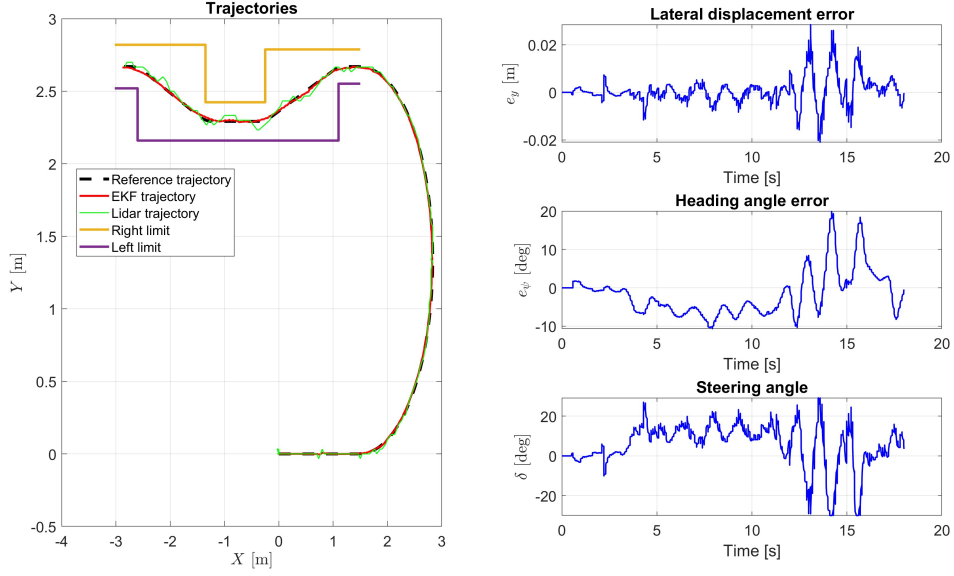 Trajectories
3
2.5
2
1.5
1
0.5
0
-0.5
-4
-3
-2
-1
0
1
2
3
X [m]
Y [m]
Reference trajectory
EKF trajectory
Lidar trajectory
Right limit
Left limit
Lateral displacement error
0.02
0
-0.02
e_y [m]
0
5
10
15
20
Time [s]
Heading angle error
20
10
0
-10
e_ψ [deg]
0
5
10
15
20
Time [s]
Steering angle
20
0
-20
δ [deg]
0
5
10
15
20
Time [s]